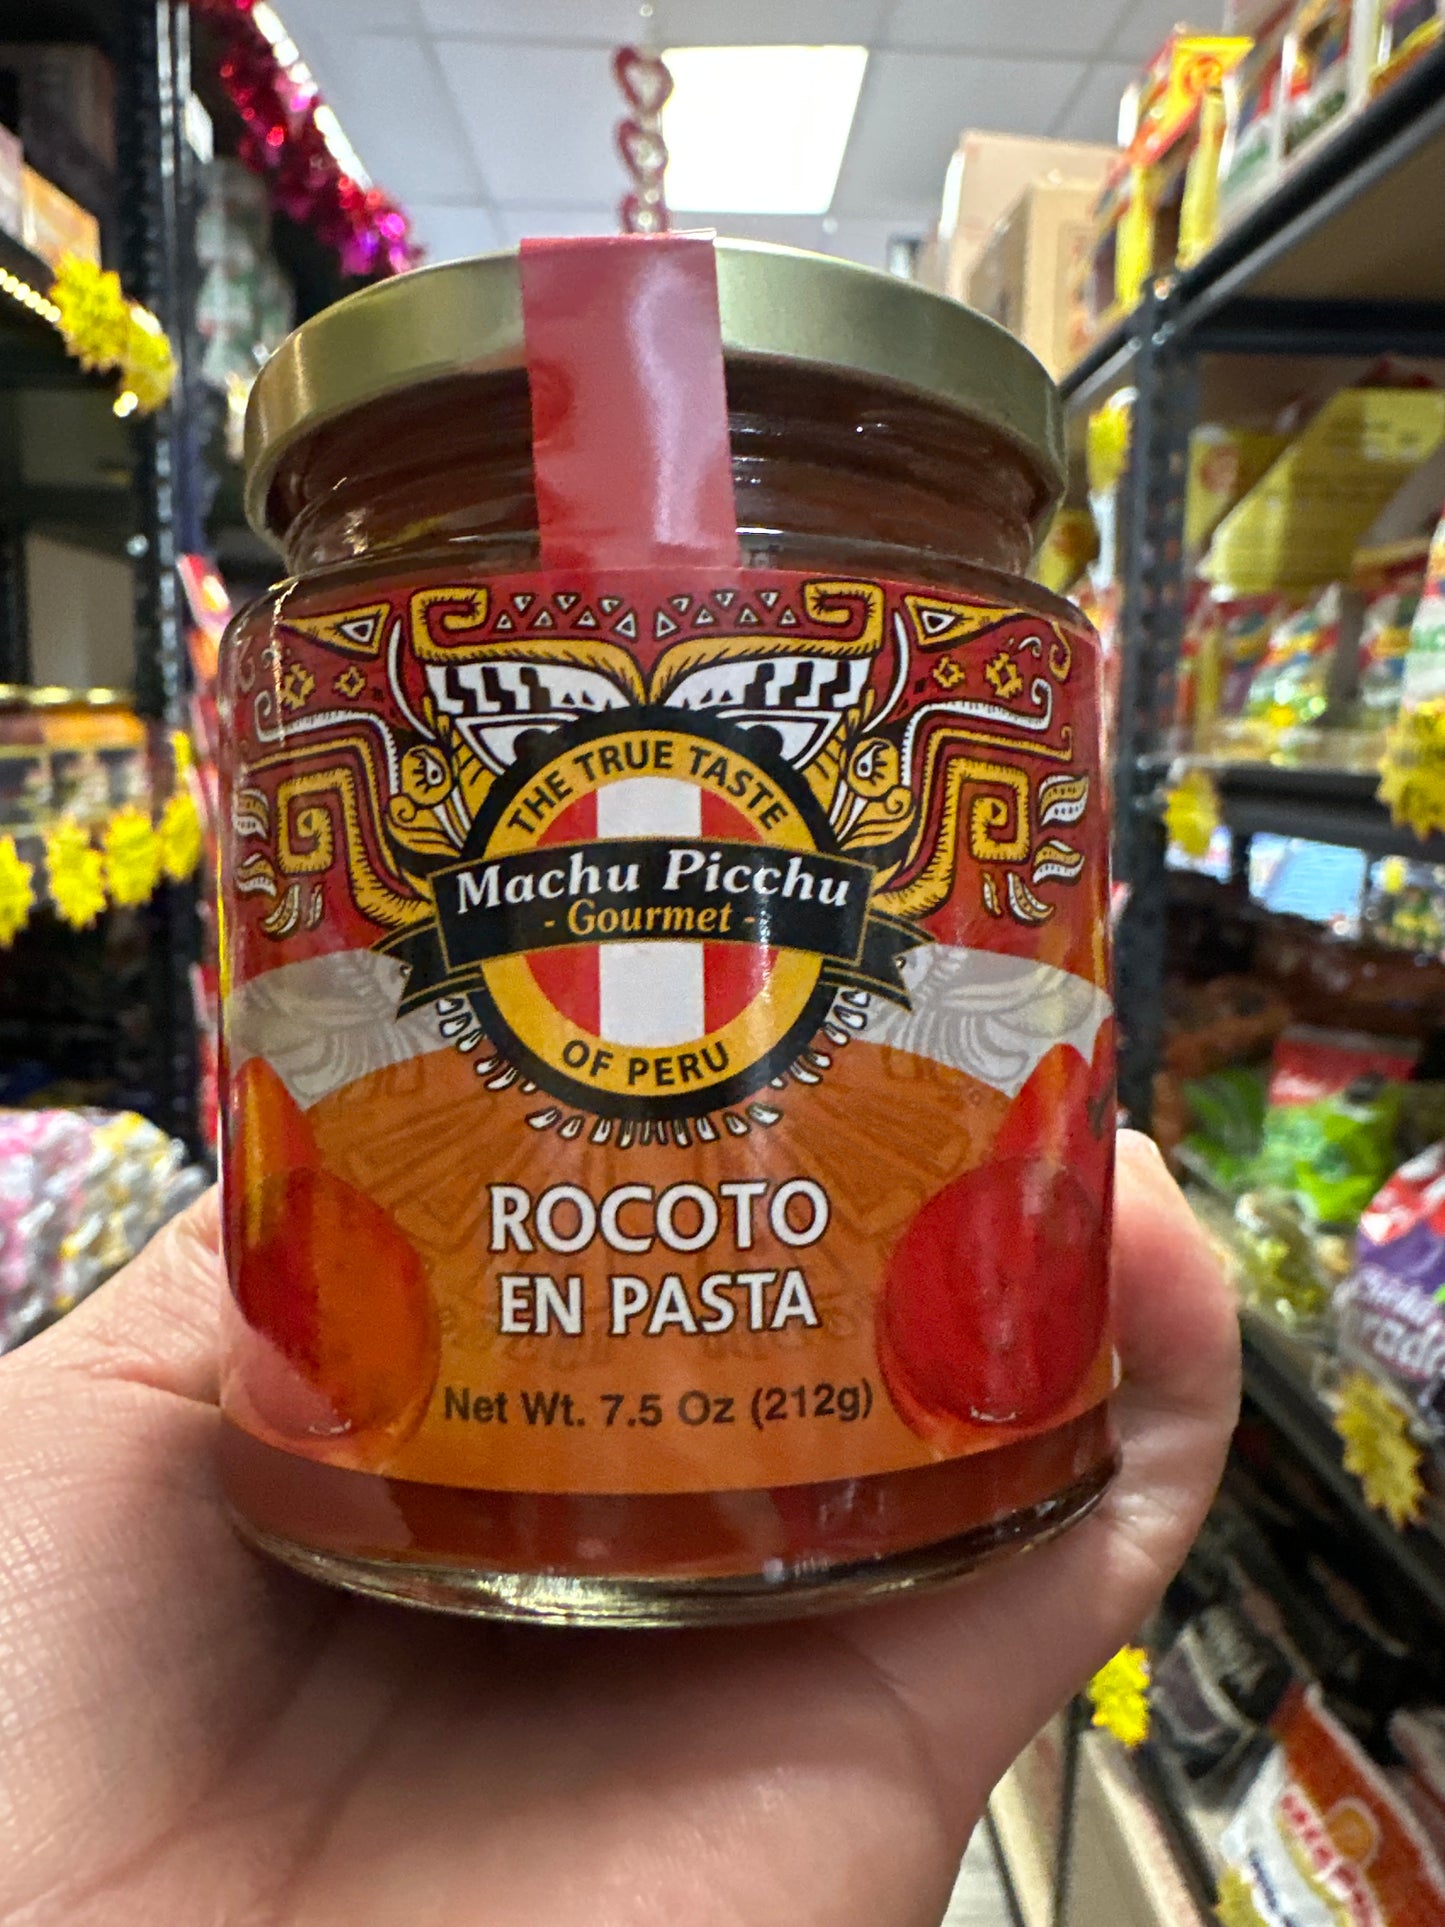 THE TRUE TASTE
Machu Picchu
- Gourmet -
OF PERU
ROCOTO
EN PASTA
Net Wt. 7.5 Oz (212g)